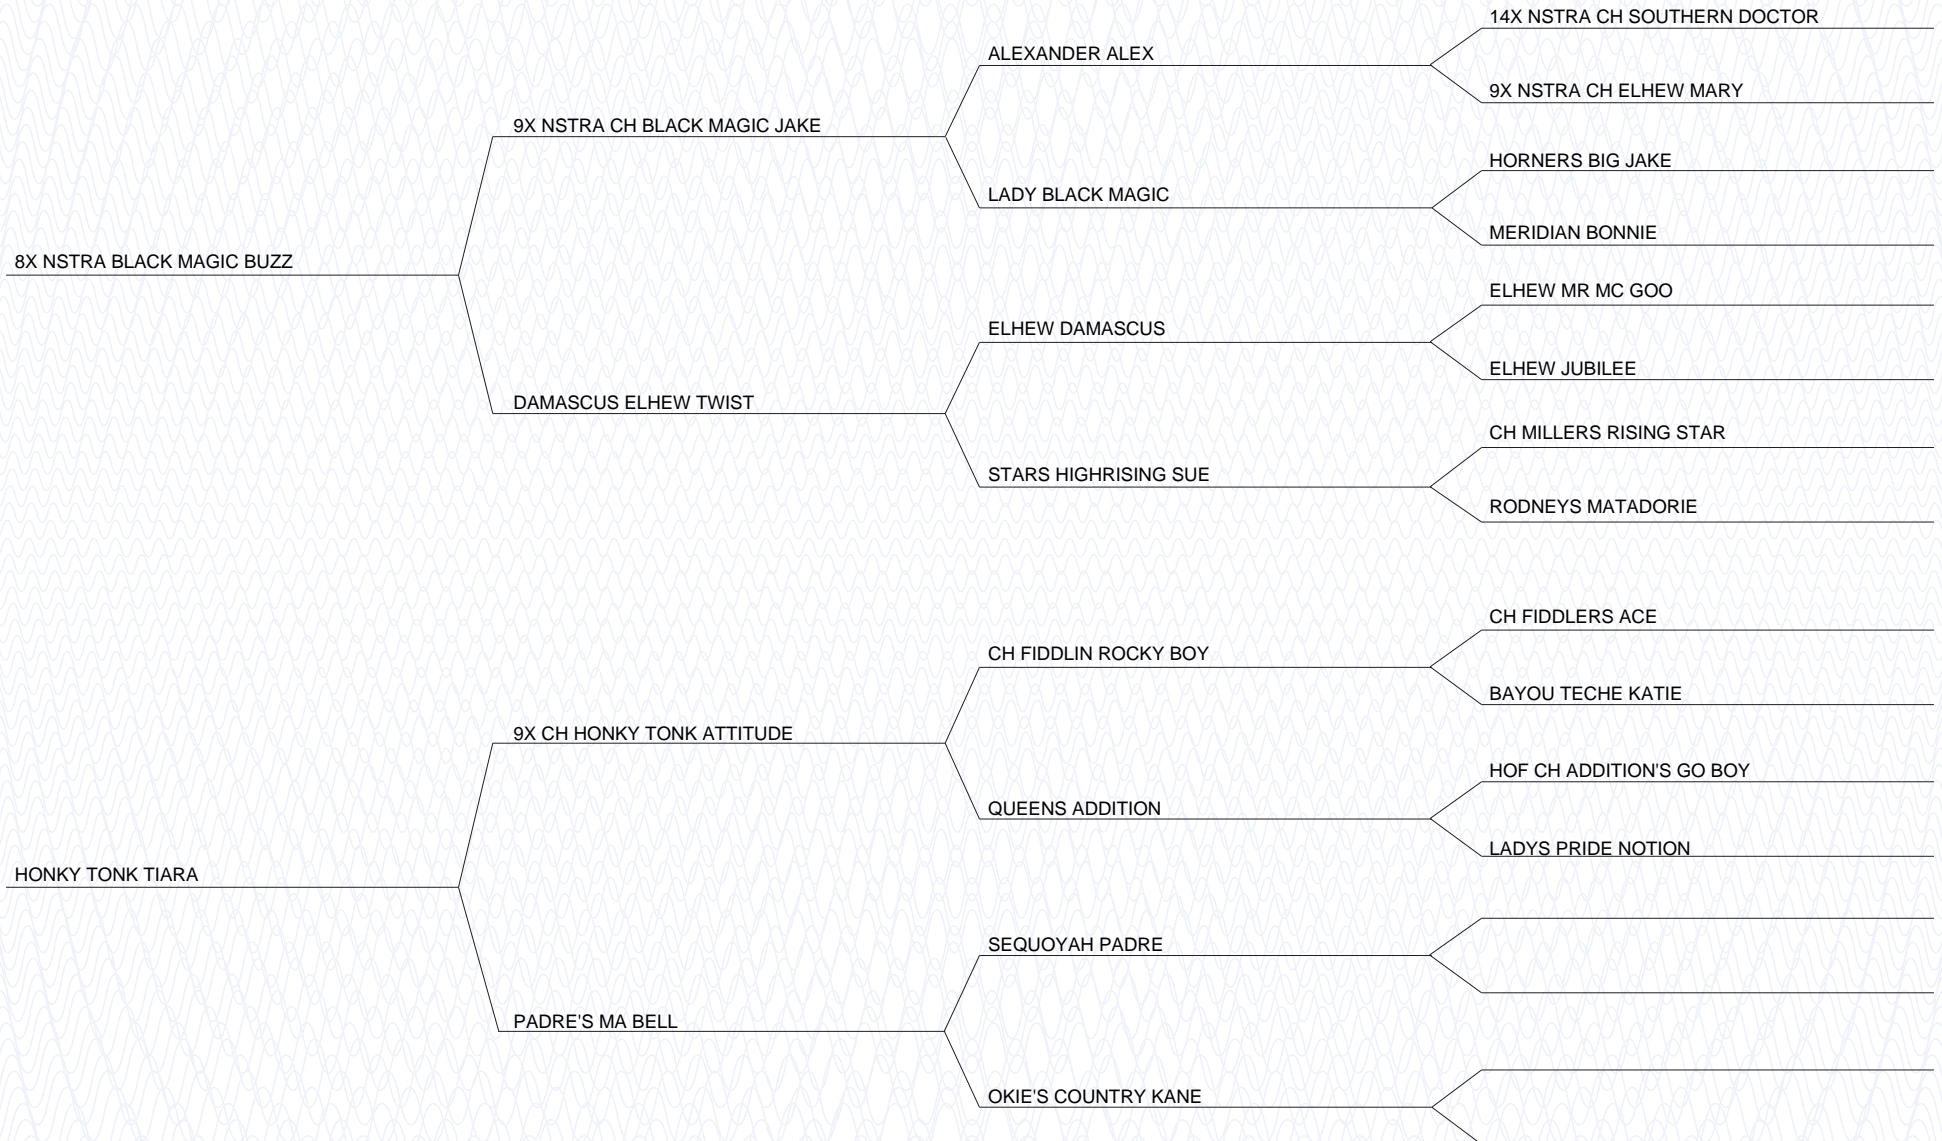 14X NSTRA CH SOUTHERN DOCTOR
ALEXANDER ALEX
9X NSTRA CH ELHEW MARY
9X NSTRA CH BLACK MAGIC JAKE
HORNERS BIG JAKE
LADY BLACK MAGIC
MERIDIAN BONNIE
8X NSTRA BLACK MAGIC BUZZ
ELHEW MR MC GOO
ELHEW DAMASCUS
ELHEW JUBILEE
DAMASCUS ELHEW TWIST
CH MILLERS RISING STAR
STARS HIGHRISING SUE
RODNEYS MATADORIE
CH FIDDLERS ACE
CH FIDDLIN ROCKY BOY
BAYOU TECHE KATIE
9X CH HONKY TONK ATTITUDE
HOF CH ADDITION'S GO BOY
QUEENS ADDITION
LADYS PRIDE NOTION
HONKY TONK TIARA
SEQUOYAH PADRE
PADRE'S MA BELL
OKIE'S COUNTRY KANE